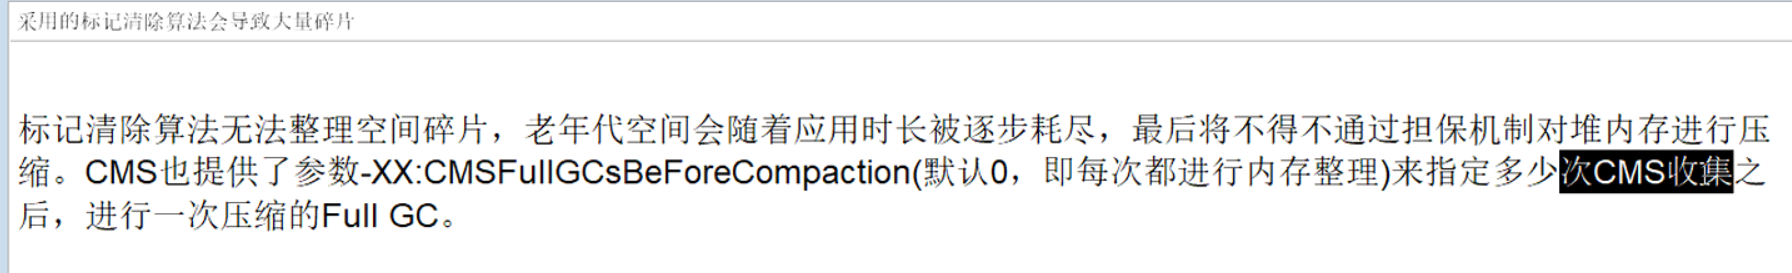 采用的标记清除算法会导致大量碎片
标记清除算法无法整理空间碎片，老年代空间会随着应用时长被逐步耗尽，最后将不得不通过担保机制对堆内存进行压
缩。CMS也提供了参数-XX:CMSFullGCsBeForeCompaction(默认0，即每次都进行内存整理)来指定多少次CMS收集之
后，进行一次压缩的Full GC。